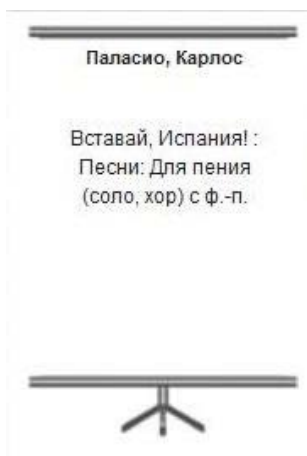 Паласио, Карлос
Вставай, Испания! :
Песни: Для пения
(соло, хор) с ф.-п.